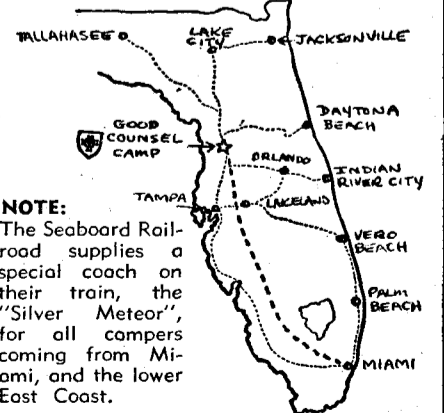 TALLAHASEE
LAKE
CITY
JACKSONVILLE
DAYTONA
BEACH
GOOD
COUNSEL
CAMP
ORLANDO
INDIAN
RIVER CITY
TAMPA
LAKELAND
VERO
BEACH
PALM
BEACH
MIAMI
NOTE:
The Seaboard Rail-
road supplies a
special coach on
their train, the
"Silver Meteor",
for all campers
coming from Mi-
ami, and the lower
East Coast.